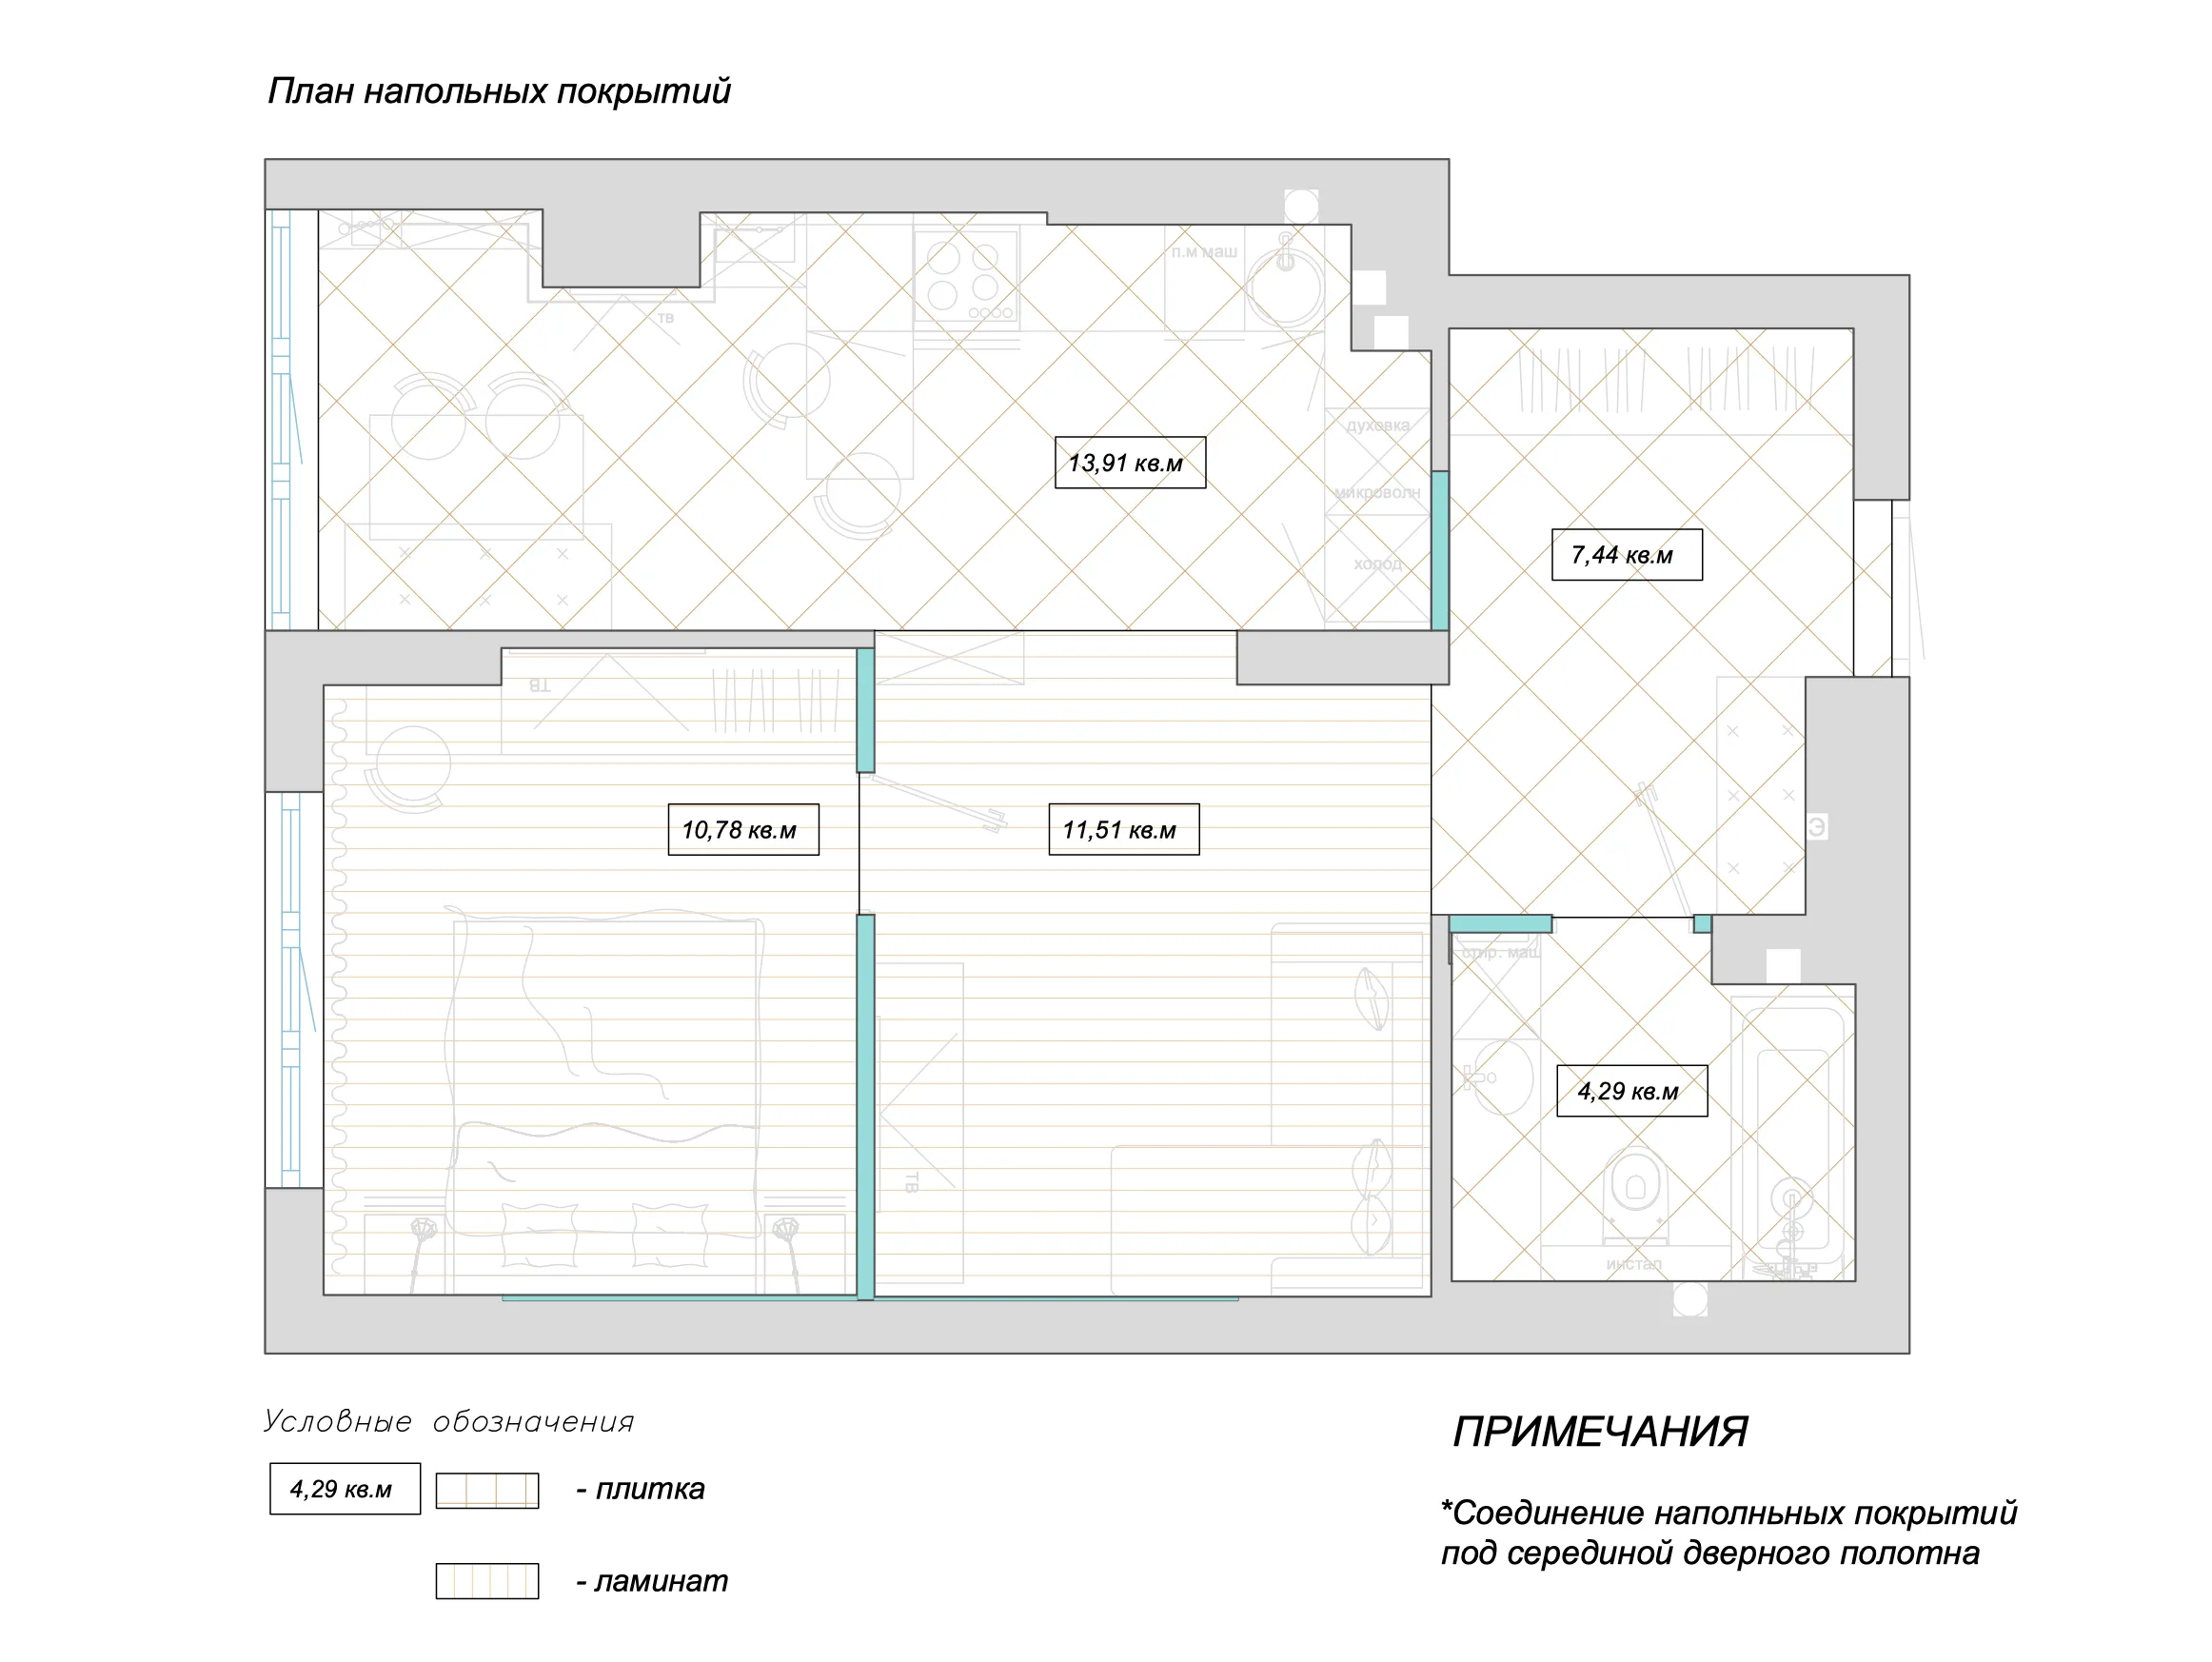 План напольных покрытий
п.м маш
тв
духовка
13,91 кв.м
микроволн
7,44 кв.м
холод
ТВ
10,78 кв.м
11,51 кв.м
Э
стир. маш
4,29 кв.м
ТВ
инстал
Условные обозначения
4,29 кв.м
- плитка
- ламинат
ПРИМЕЧАНИЯ
*Соединение наполньных покрытий
под серединой дверного полотна